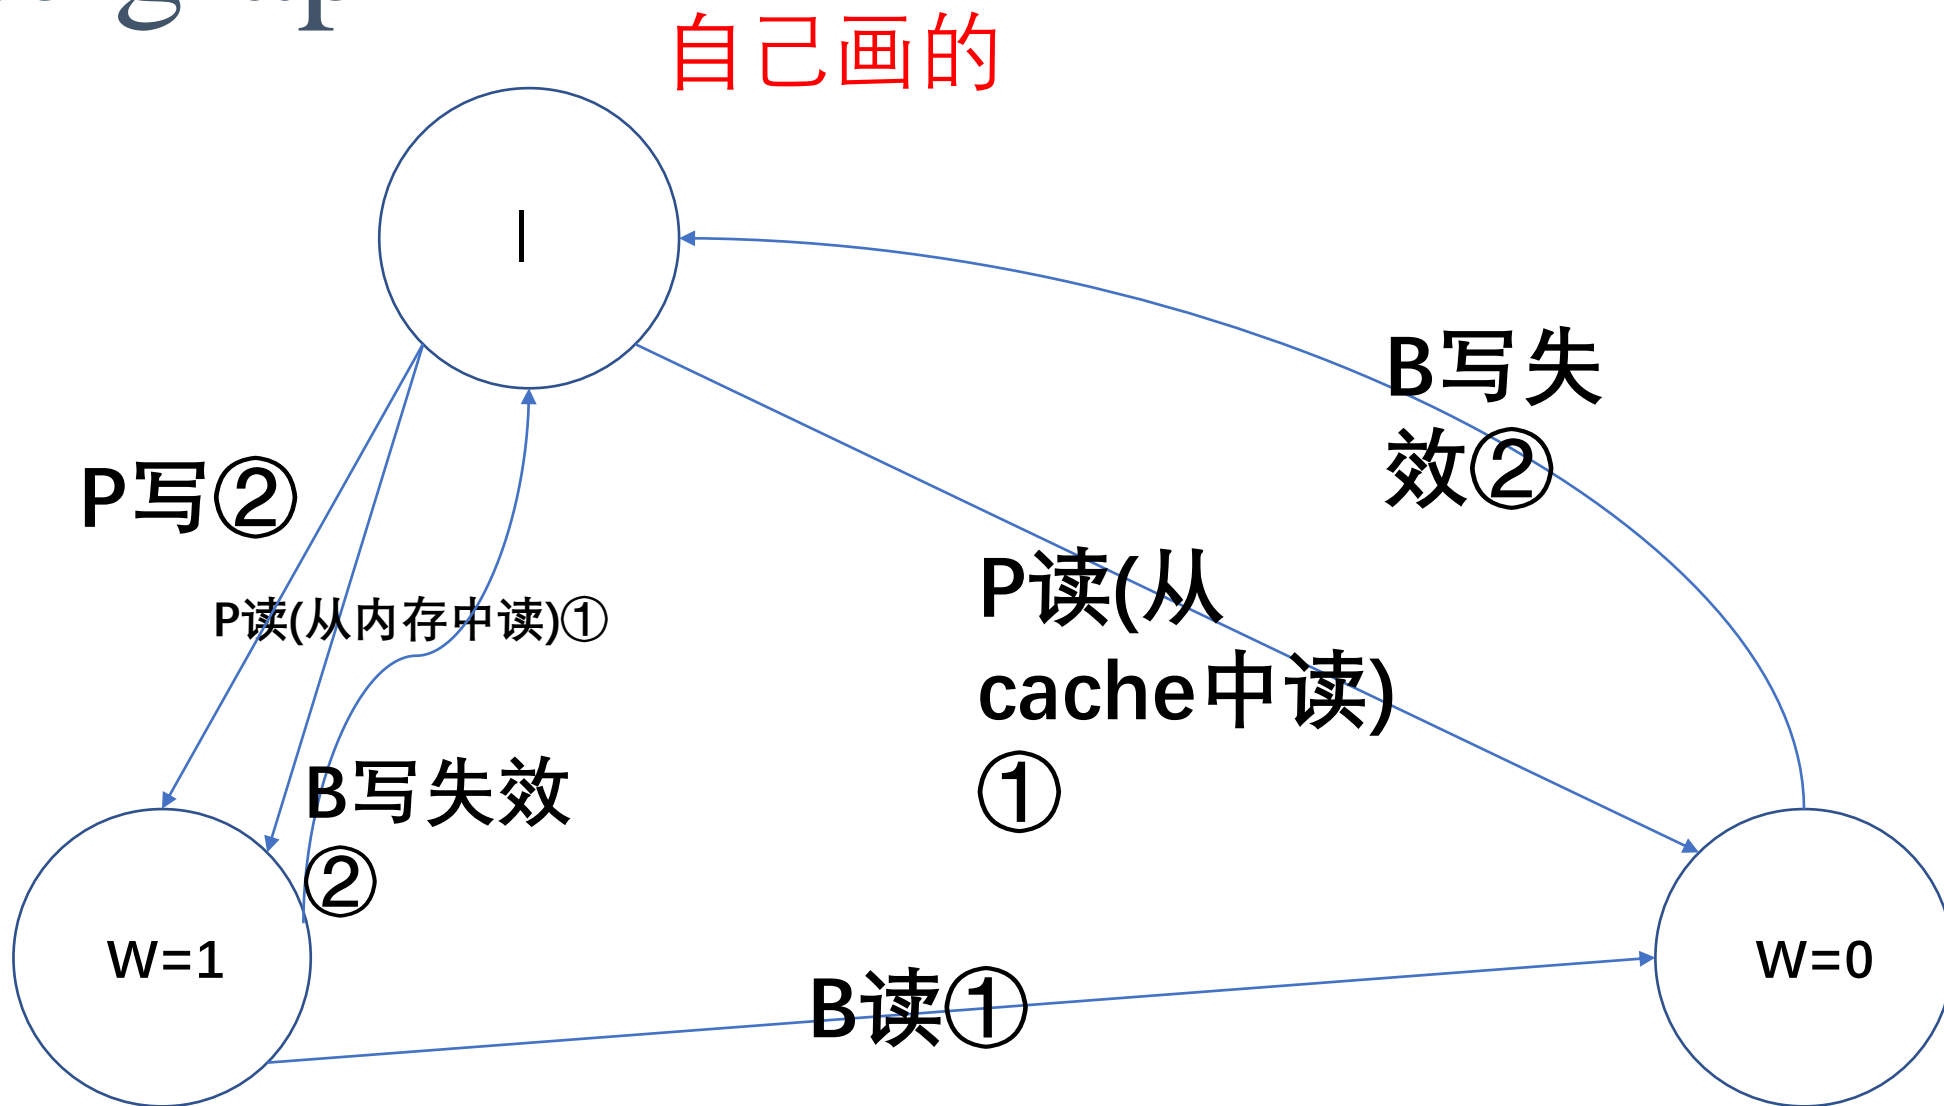 自己画的
I
B写失
效②
P写②
P读(从
cache中读)
①
P读(从内存中读)①
B写失效
②
W=1
W=0
B读①